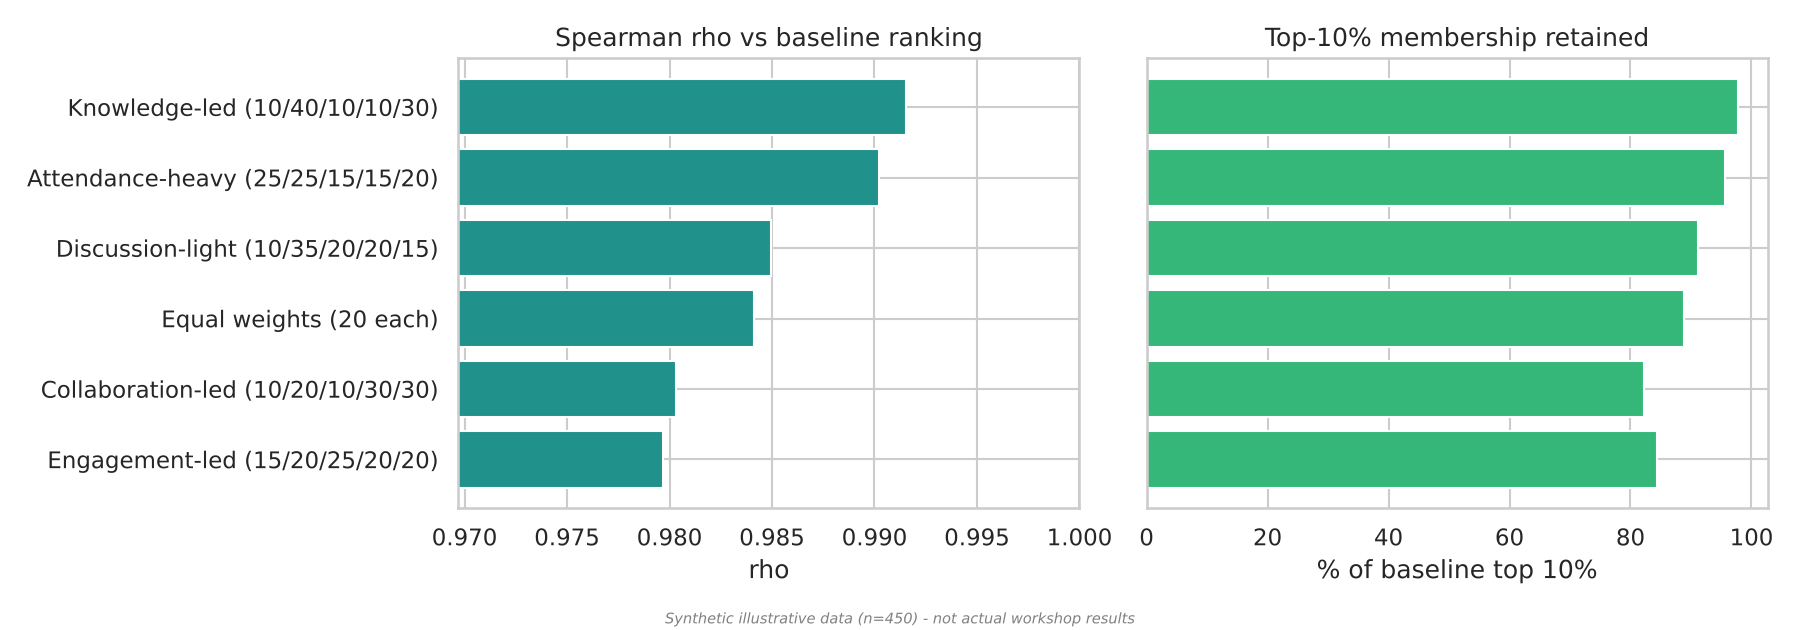 Spearman rho vs baseline ranking
Top-10% membership retained
Knowledge-led (10/40/10/10/30)
Attendance-heavy (25/25/15/15/20)
Discussion-light (10/35/20/20/15)
Equal weights (20 each)
Collaboration-led (10/20/10/30/30)
Engagement-led (15/20/25/20/20)
0.970 0.975 0.980 0.985 0.990 0.995 1.000
rho
0 20 40 60 80 100
% of baseline top 10%
Synthetic illustrative data (n=450) - not actual workshop results